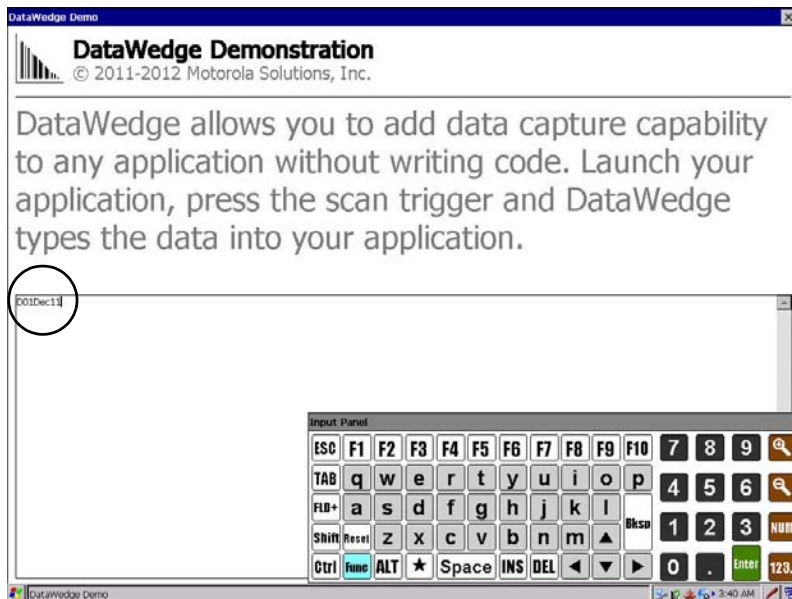 DataWedge Demo
DataWedge Demonstration
© 2011-2012 Motorola Solutions, Inc.
DataWedge allows you to add data capture capability
to any application without writing code. Launch your
application, press the scan trigger and DataWedge
types the data into your application.
D01Dec11
Input Panel
ESC F1 F2 F3 F4 F5 F6 F7 F8 F9 F10 7 8 9
TAB q w e r t y u i o p 4 5 6
FLD+ a s d f g h j k l Bksp 1 2 3 NUM
Shift Reset z x c v b n m
Ctrl Func ALT ★ Space INS DEL 0 . Enter 123.
DataWedge Demo 3:40 AM